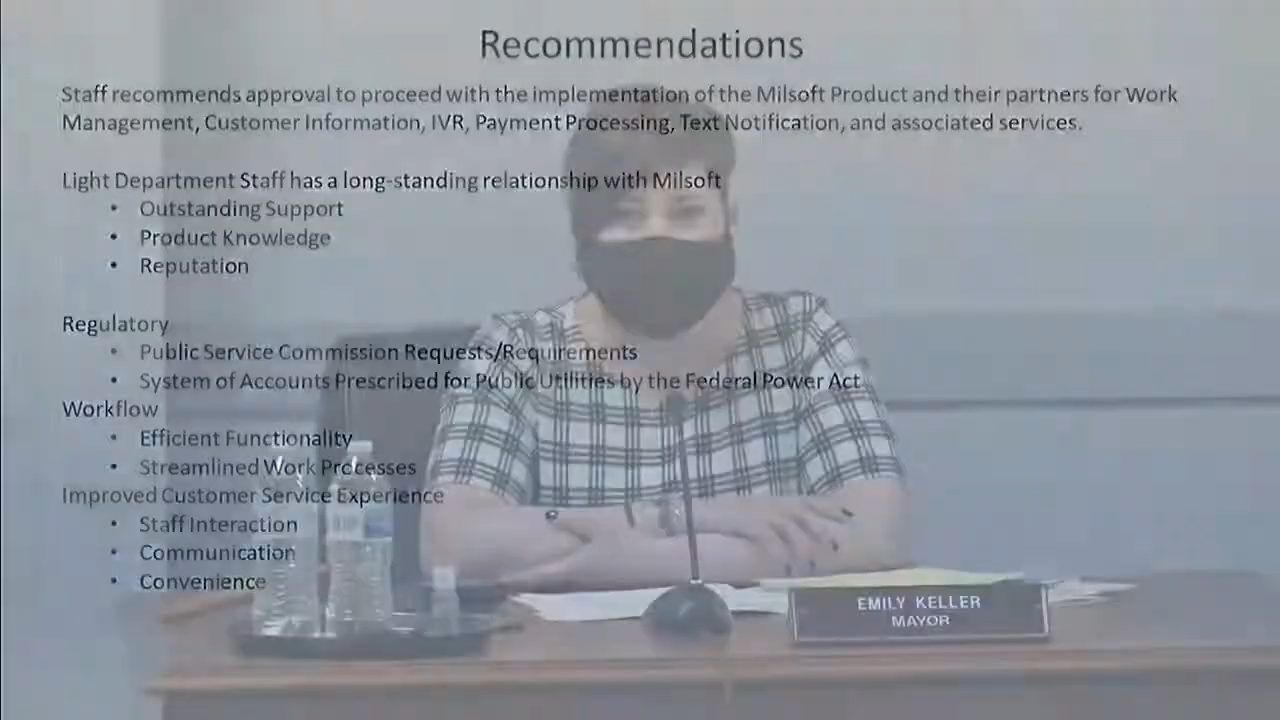 Recommendations
Staff recommends approval to proceed with the implementation of the Milsoft Product and their partners for Work
Management, Customer Information, IVR, Payment Processing, Text Notification, and associated services.
Light Department Staff has a long-standing relationship with Milsoft
• Outstanding Support
• Product Knowledge
• Reputation
Regulatory
• Public Service Commission Requests/Requirements
• System of Accounts Prescribed for Public Utilities by the Federal Power Act
Workflow
• Efficient Functionality
• Streamlined Work Processes
Improved Customer Service Experience
• Staff Interaction
• Communication
• Convenience
EMILY KELLER
MAYOR